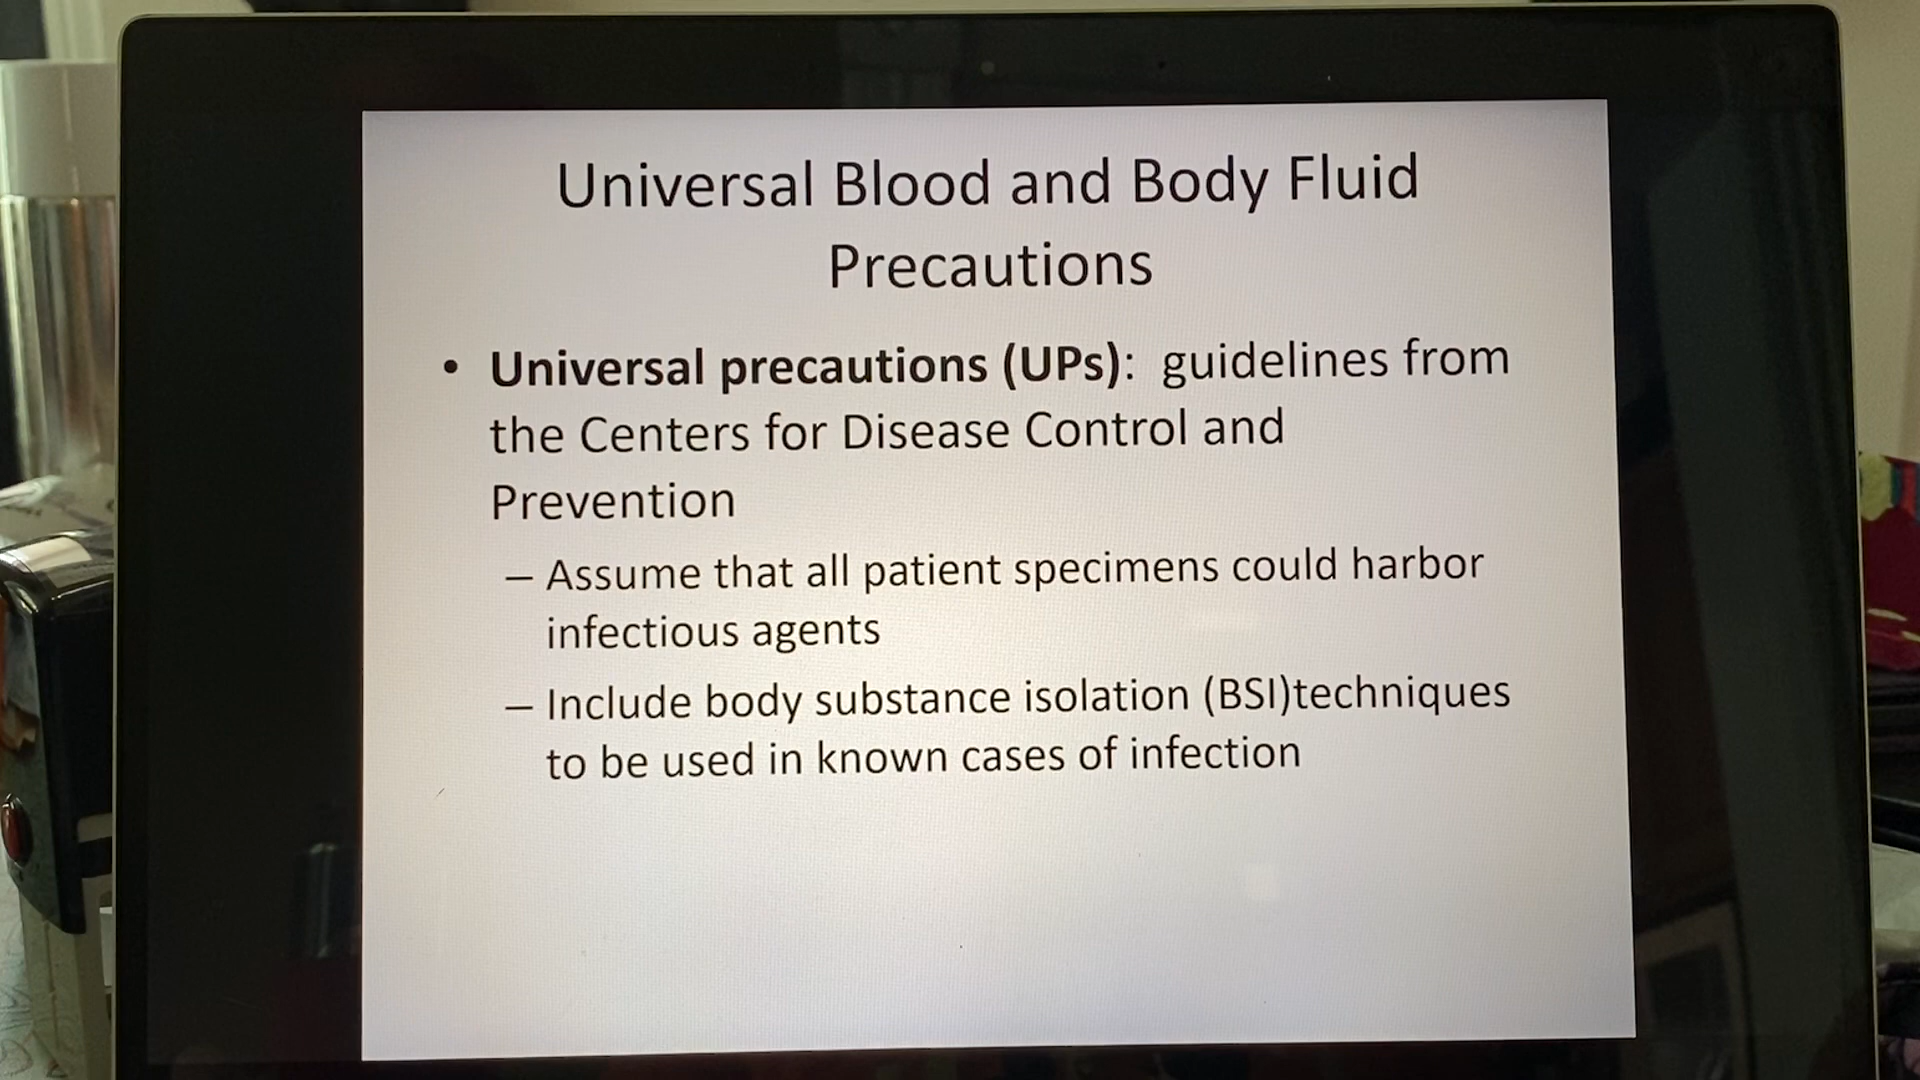 Universal Blood and Body Fluid
Precautions
• Universal precautions (UPs): guidelines from
the Centers for Disease Control and
Prevention
– Assume that all patient specimens could harbor
infectious agents
– Include body substance isolation (BSI)techniques
to be used in known cases of infection